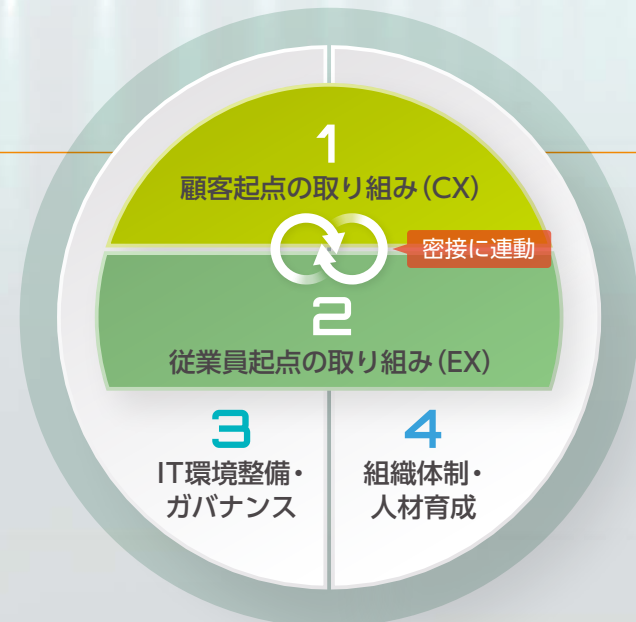 1
顧客起点の取り組み(CX)
密接に連動
2
従業員起点の取り組み(EX)
3
IT環境整備・
ガバナンス
4
組織体制・
人材育成